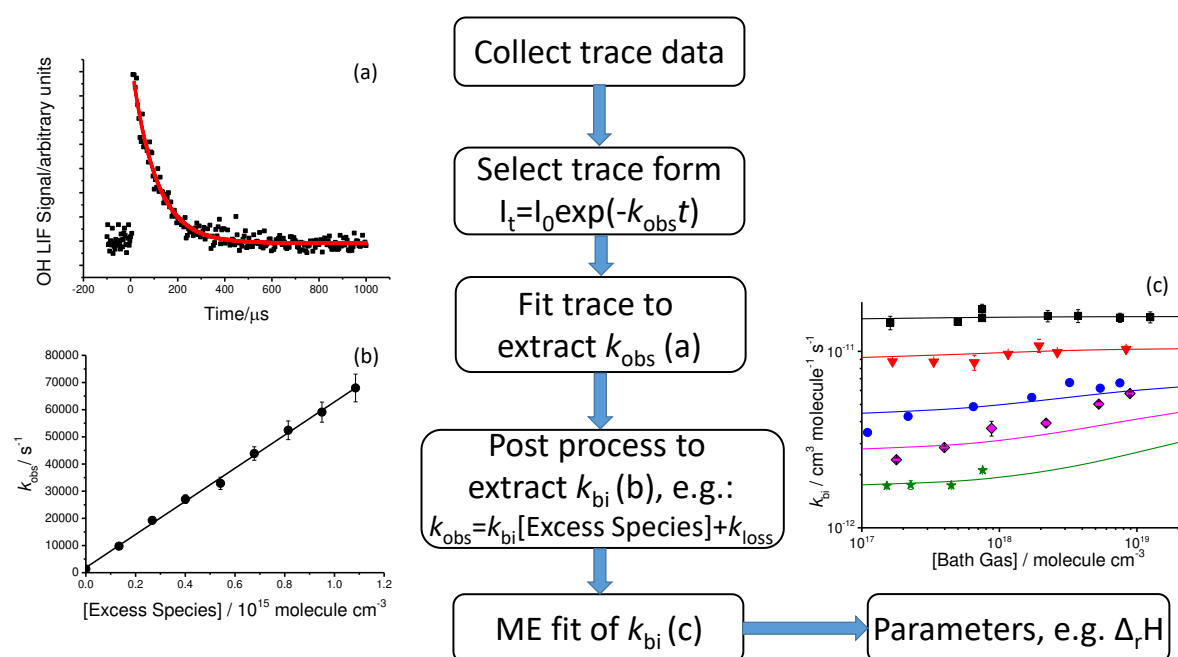 Collect trace data
Select trace form
I_t=I_0exp(-k_obs t)
Fit trace to
extract k_obs (a)
Post process to
extract k_bi (b), e.g.:
k_obs=k_bi[Excess Species]+k_loss
ME fit of k_bi (c)
Parameters, e.g. Δ_rH
(a)
OH LIF Signal/arbitrary units
-200 0 200 400 600 800 1000
Time/μs
(b)
80000
70000
60000
50000
40000
30000
20000
10000
0
k_obs/ s^-1
0.0 0.2 0.4 0.6 0.8 1.0 1.2
[Excess Species] / 10^15 molecule cm^-3
(c)
10^-11
10^-12
k_bi / cm^3 molecule^-1 s^-1
10^17 10^18 10^19
[Bath Gas] / molecule cm^-3